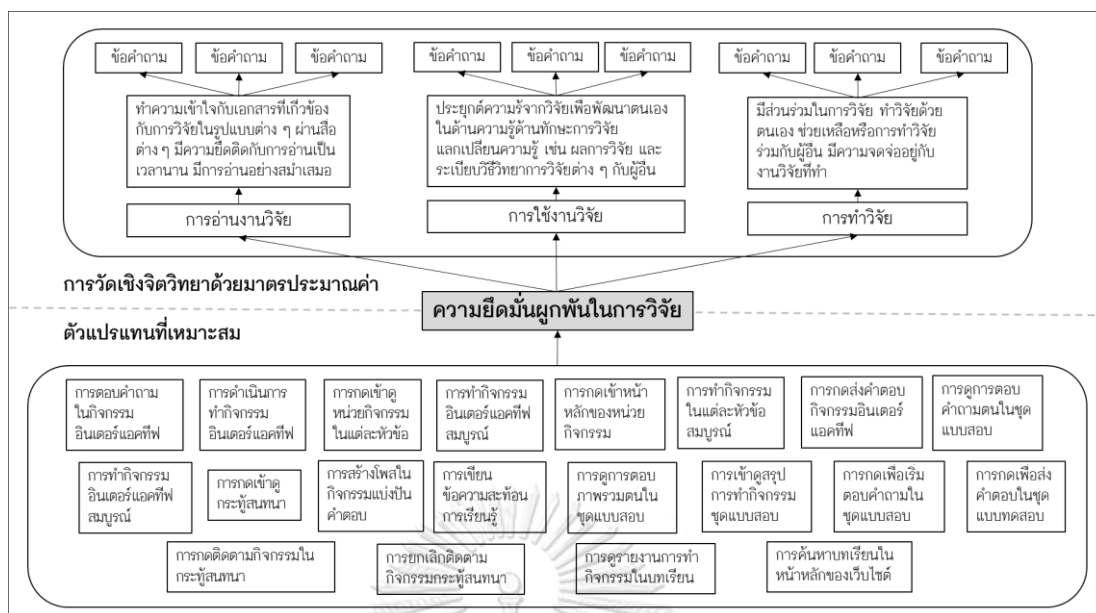 ข้อคำถาม ข้อคำถาม ข้อคำถาม
ข้อคำถาม ข้อคำถาม ข้อคำถาม
ข้อคำถาม ข้อคำถาม ข้อคำถาม
ทำความเข้าใจกับเอกสารที่เกี่วข้อง
กับการวิจัยในรูปแบบต่าง ๆ ผ่านสื่อ
ต่าง ๆ มีความยึดติดกับการอ่านเป็น
เวลานาน มีการอ่านอย่างสม่ำเสมอ
ประยุกต์ความรู้จากวิจัยเพื่อพัฒนาตนเอง
ในด้านความรู้ด้านทักษะการวิจัย
แลกเปลี่ยนความรู้ เช่น ผลการวิจัย และ
ระเบียบวิธีวิทยาการวิจัยต่าง ๆ กับผู้อื่น
มีส่วนร่วมในการวิจัย ทำวิจัยด้วย
ตนเอง ช่วยเหลือหรือการทำวิจัย
ร่วมกับผู้อื่น มีความจดจ่ออยู่กับ
งานวิจัยที่ทำ
การอ่านงานวิจัย
การใช้งานวิจัย
การทำวิจัย
การวัดเชิงจิตวิทยาด้วยมาตรประมาณค่า
ความยึดมั่นผูกพันในการวิจัย
ตัวแปรแทนที่เหมาะสม
การตอบคำถาม
ในกิจกรรม
อินเตอร์แอคทีฟ
การดำเนินการ
ทำกิจกรรม
อินเตอร์แอคทีฟ
การกดเข้าดู
หน่วยกิจกรรม
ในแต่ละหัวข้อ
การทำกิจกรรม
อินเตอร์แอคทีฟ
สมบูรณ์
การกดเข้าหน้า
หลักของหน่วย
กิจกรรม
การทำกิจกรรม
ในแต่ละหัวข้อ
สมบูรณ์
การกดส่งคำตอบ
กิจกรรมอินเตอร์
แอคทีฟ
การดูการตอบ
คำถามตนในชุด
แบบสอบ
การทำกิจกรรม
อินเตอร์แอคทีฟ
สมบูรณ์
การกดเข้าดู
กระทู้สนทนา
การสร้างโพสใน
กิจกรรมแบ่งปัน
คำตอบ
การเขียน
ข้อความสะท้อน
การเรียนรู้
การดูการตอบ
ภาพรวมตนใน
ชุดแบบสอบ
การเข้าดูสรุป
การทำกิจกรรม
ชุดแบบสอบ
การกดเพื่อเริ่ม
ตอบคำถามใน
ชุดแบบสอบ
การกดเพื่อส่ง
คำตอบในชุด
แบบทดสอบ
การกดติดตามกิจกรรมใน
กระทู้สนทนา
การยกเลิกติดตาม
กิจกรรมกระทู้สนทนา
การดูรายงานการทำ
กิจกรรมในบทเรียน
การค้นหาบทเรียนใน
หน้าหลักของเว็บไซต์